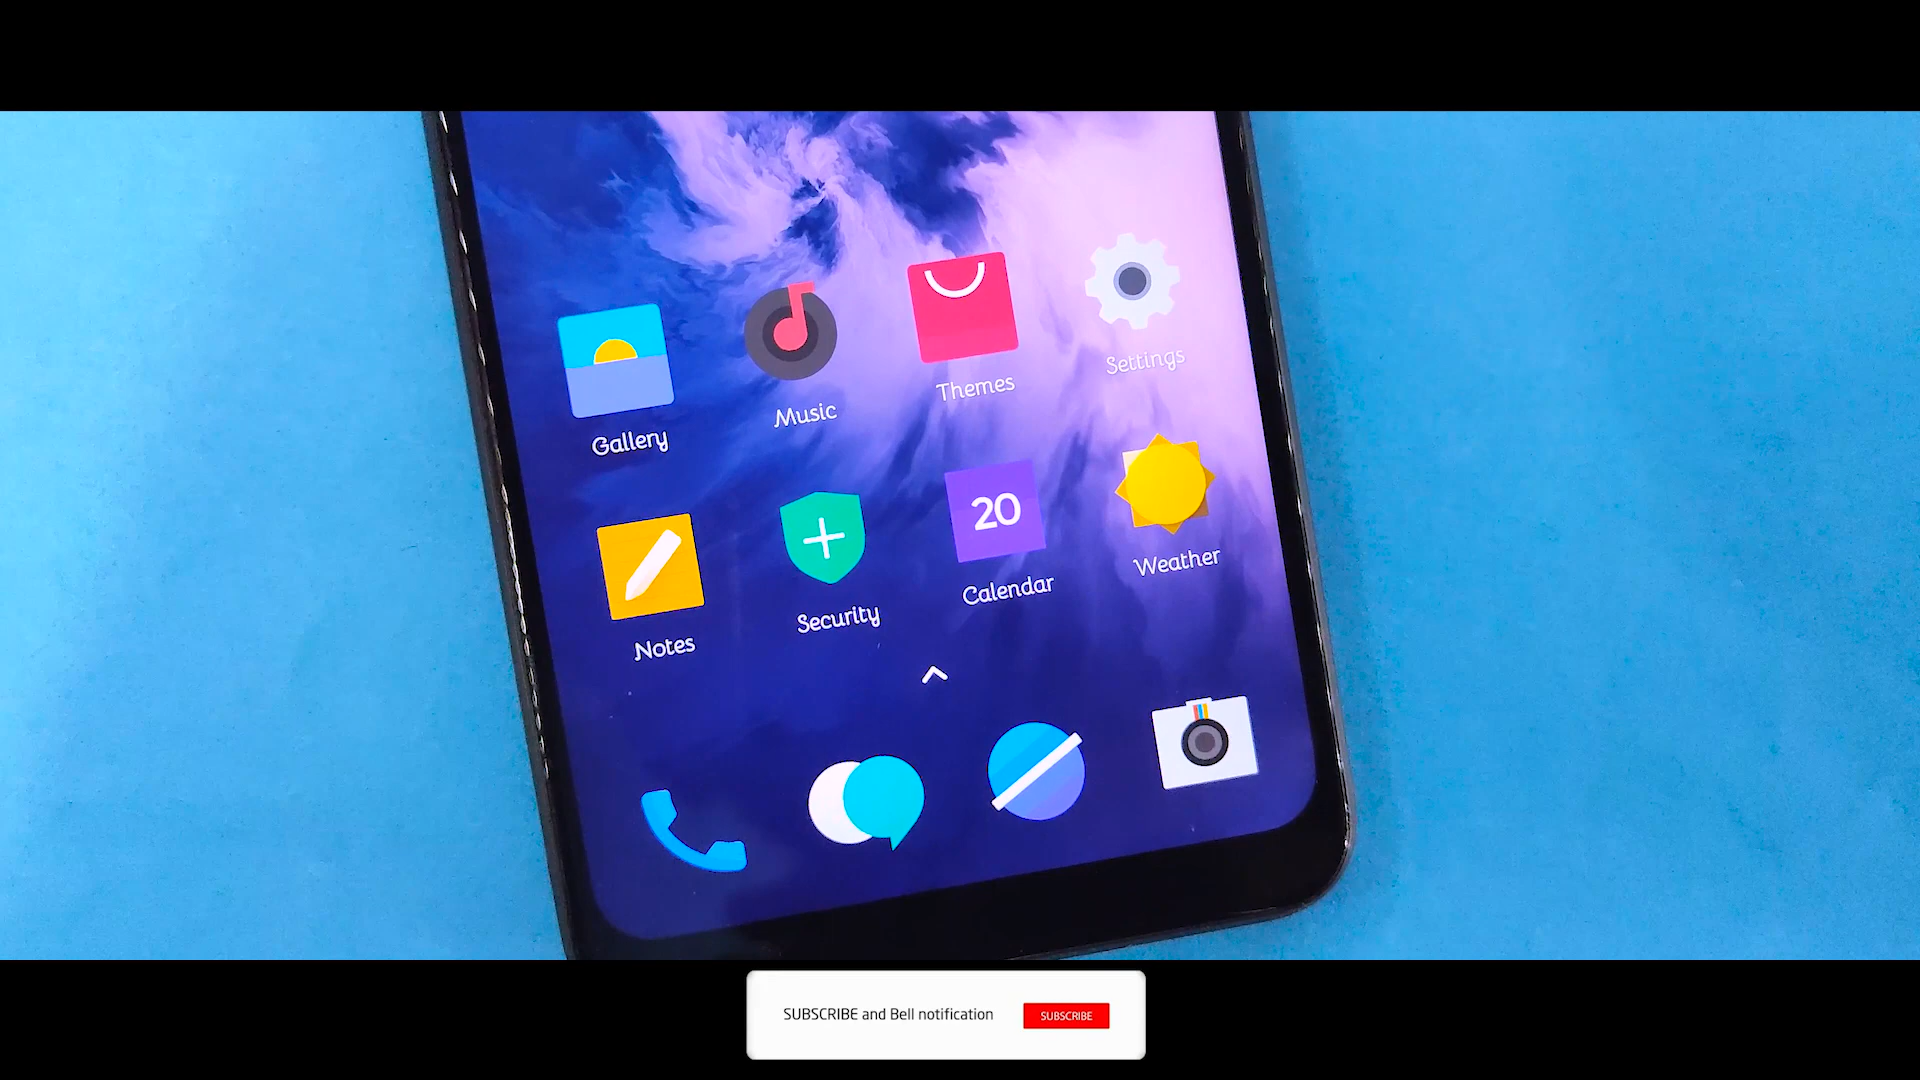 Gallery
Music
Themes
Settings
Notes
Security
20
Calendar
Weather
SUBSCRIBE and Bell notification
SUBSCRIBE